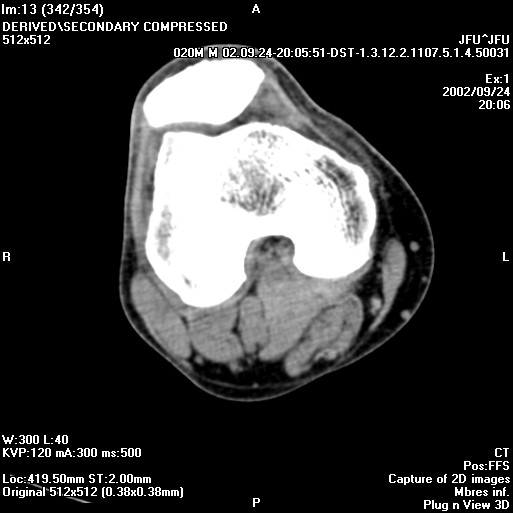 Im:13 (342/354)
A
DERIVED\SECONDARY COMPRESSED
512x512
JFU^JFU
020M M 02.09.24-20:05:51-DST-1.3.12.2.1107.5.1.4.50031
Ex:1
2002/09/24
20:06
R
L
W:300 L:40
KVP:120 mA:300 ms:500
CT
Pos:FFS
Loc:419.50mm ST:2.00mm
Capture of 2D images
Original 512x512 (0.38x0.38mm)
Mbres inf.
P
Plug n View 3D